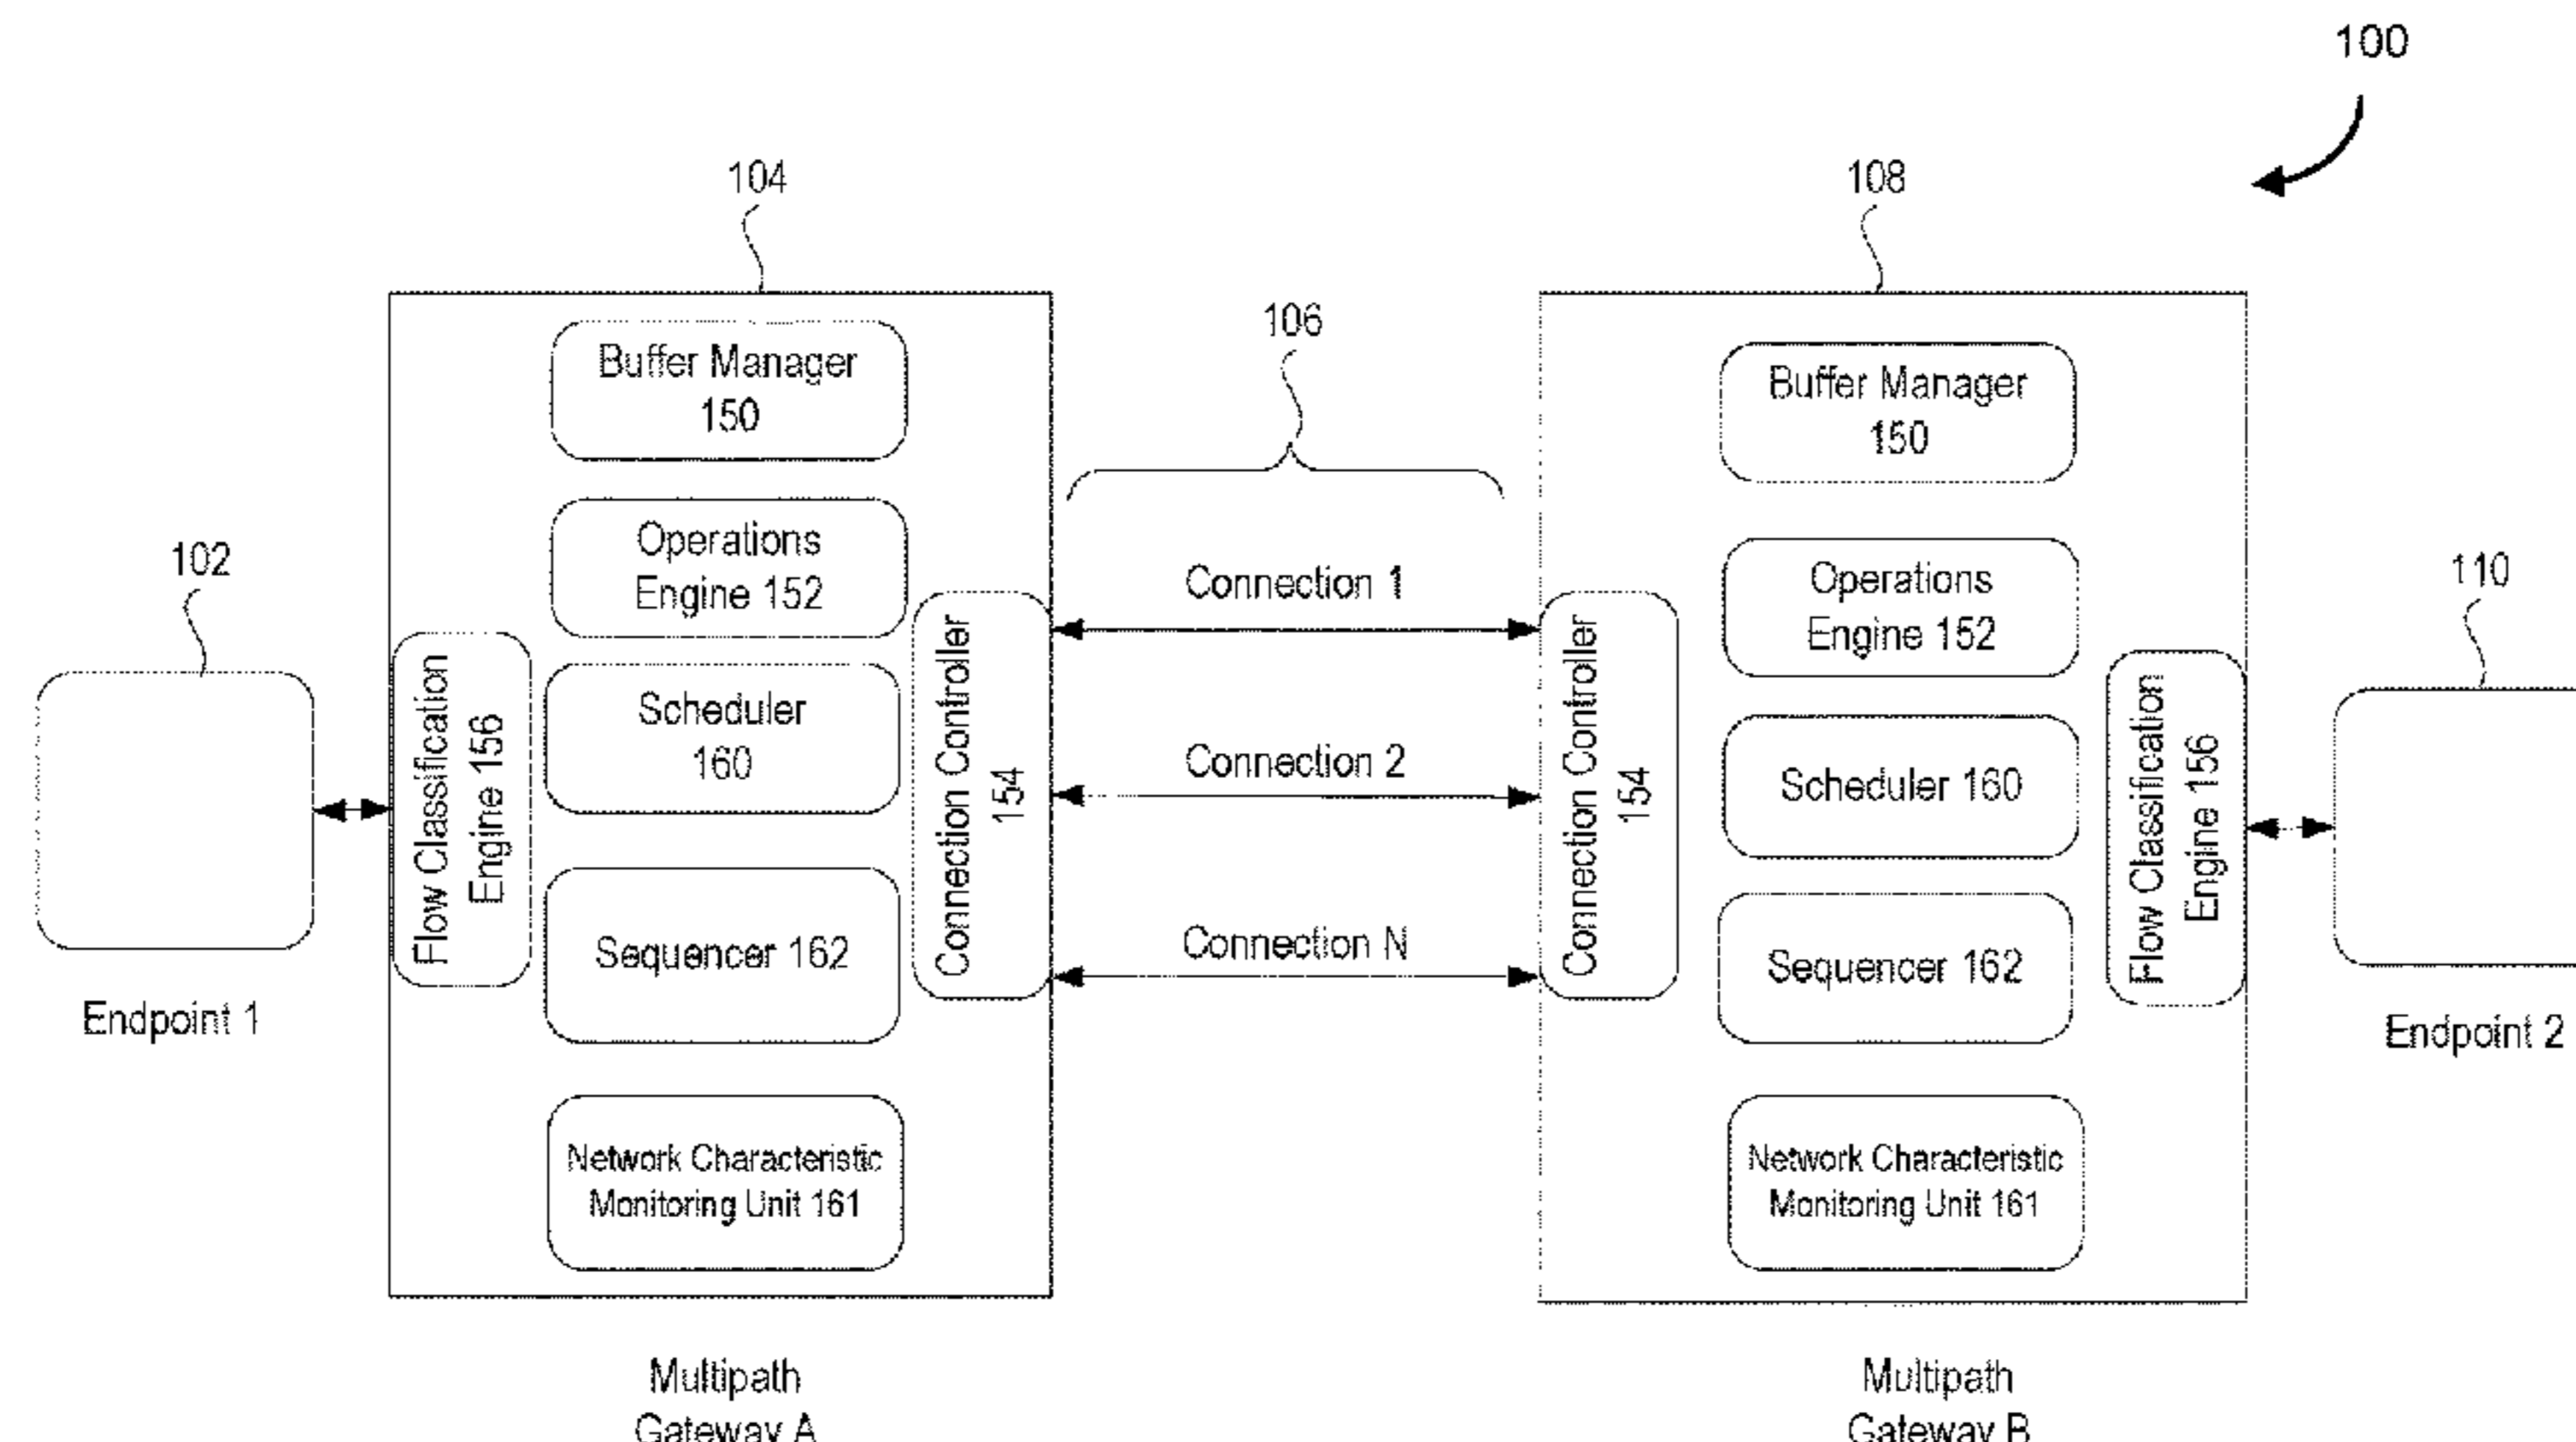 100
104
108
Buffer Manager
150
Buffer Manager
150
106
Operations
Engine 152
Operations
Engine 152
102
110
Connection 1
Flow Classification
Engine 156
Scheduler
160
Connection Controller
154
Connection 2
Connection Controller
154
Scheduler 160
Flow Classification
Engine 156
Sequencer 162
Connection N
Sequencer 162
Endpoint 1
Endpoint 2
Network Characteristic
Monitoring Unit 161
Network Characteristic
Monitoring Unit 161
Multipath
Gateway A
Multipath
Gateway B